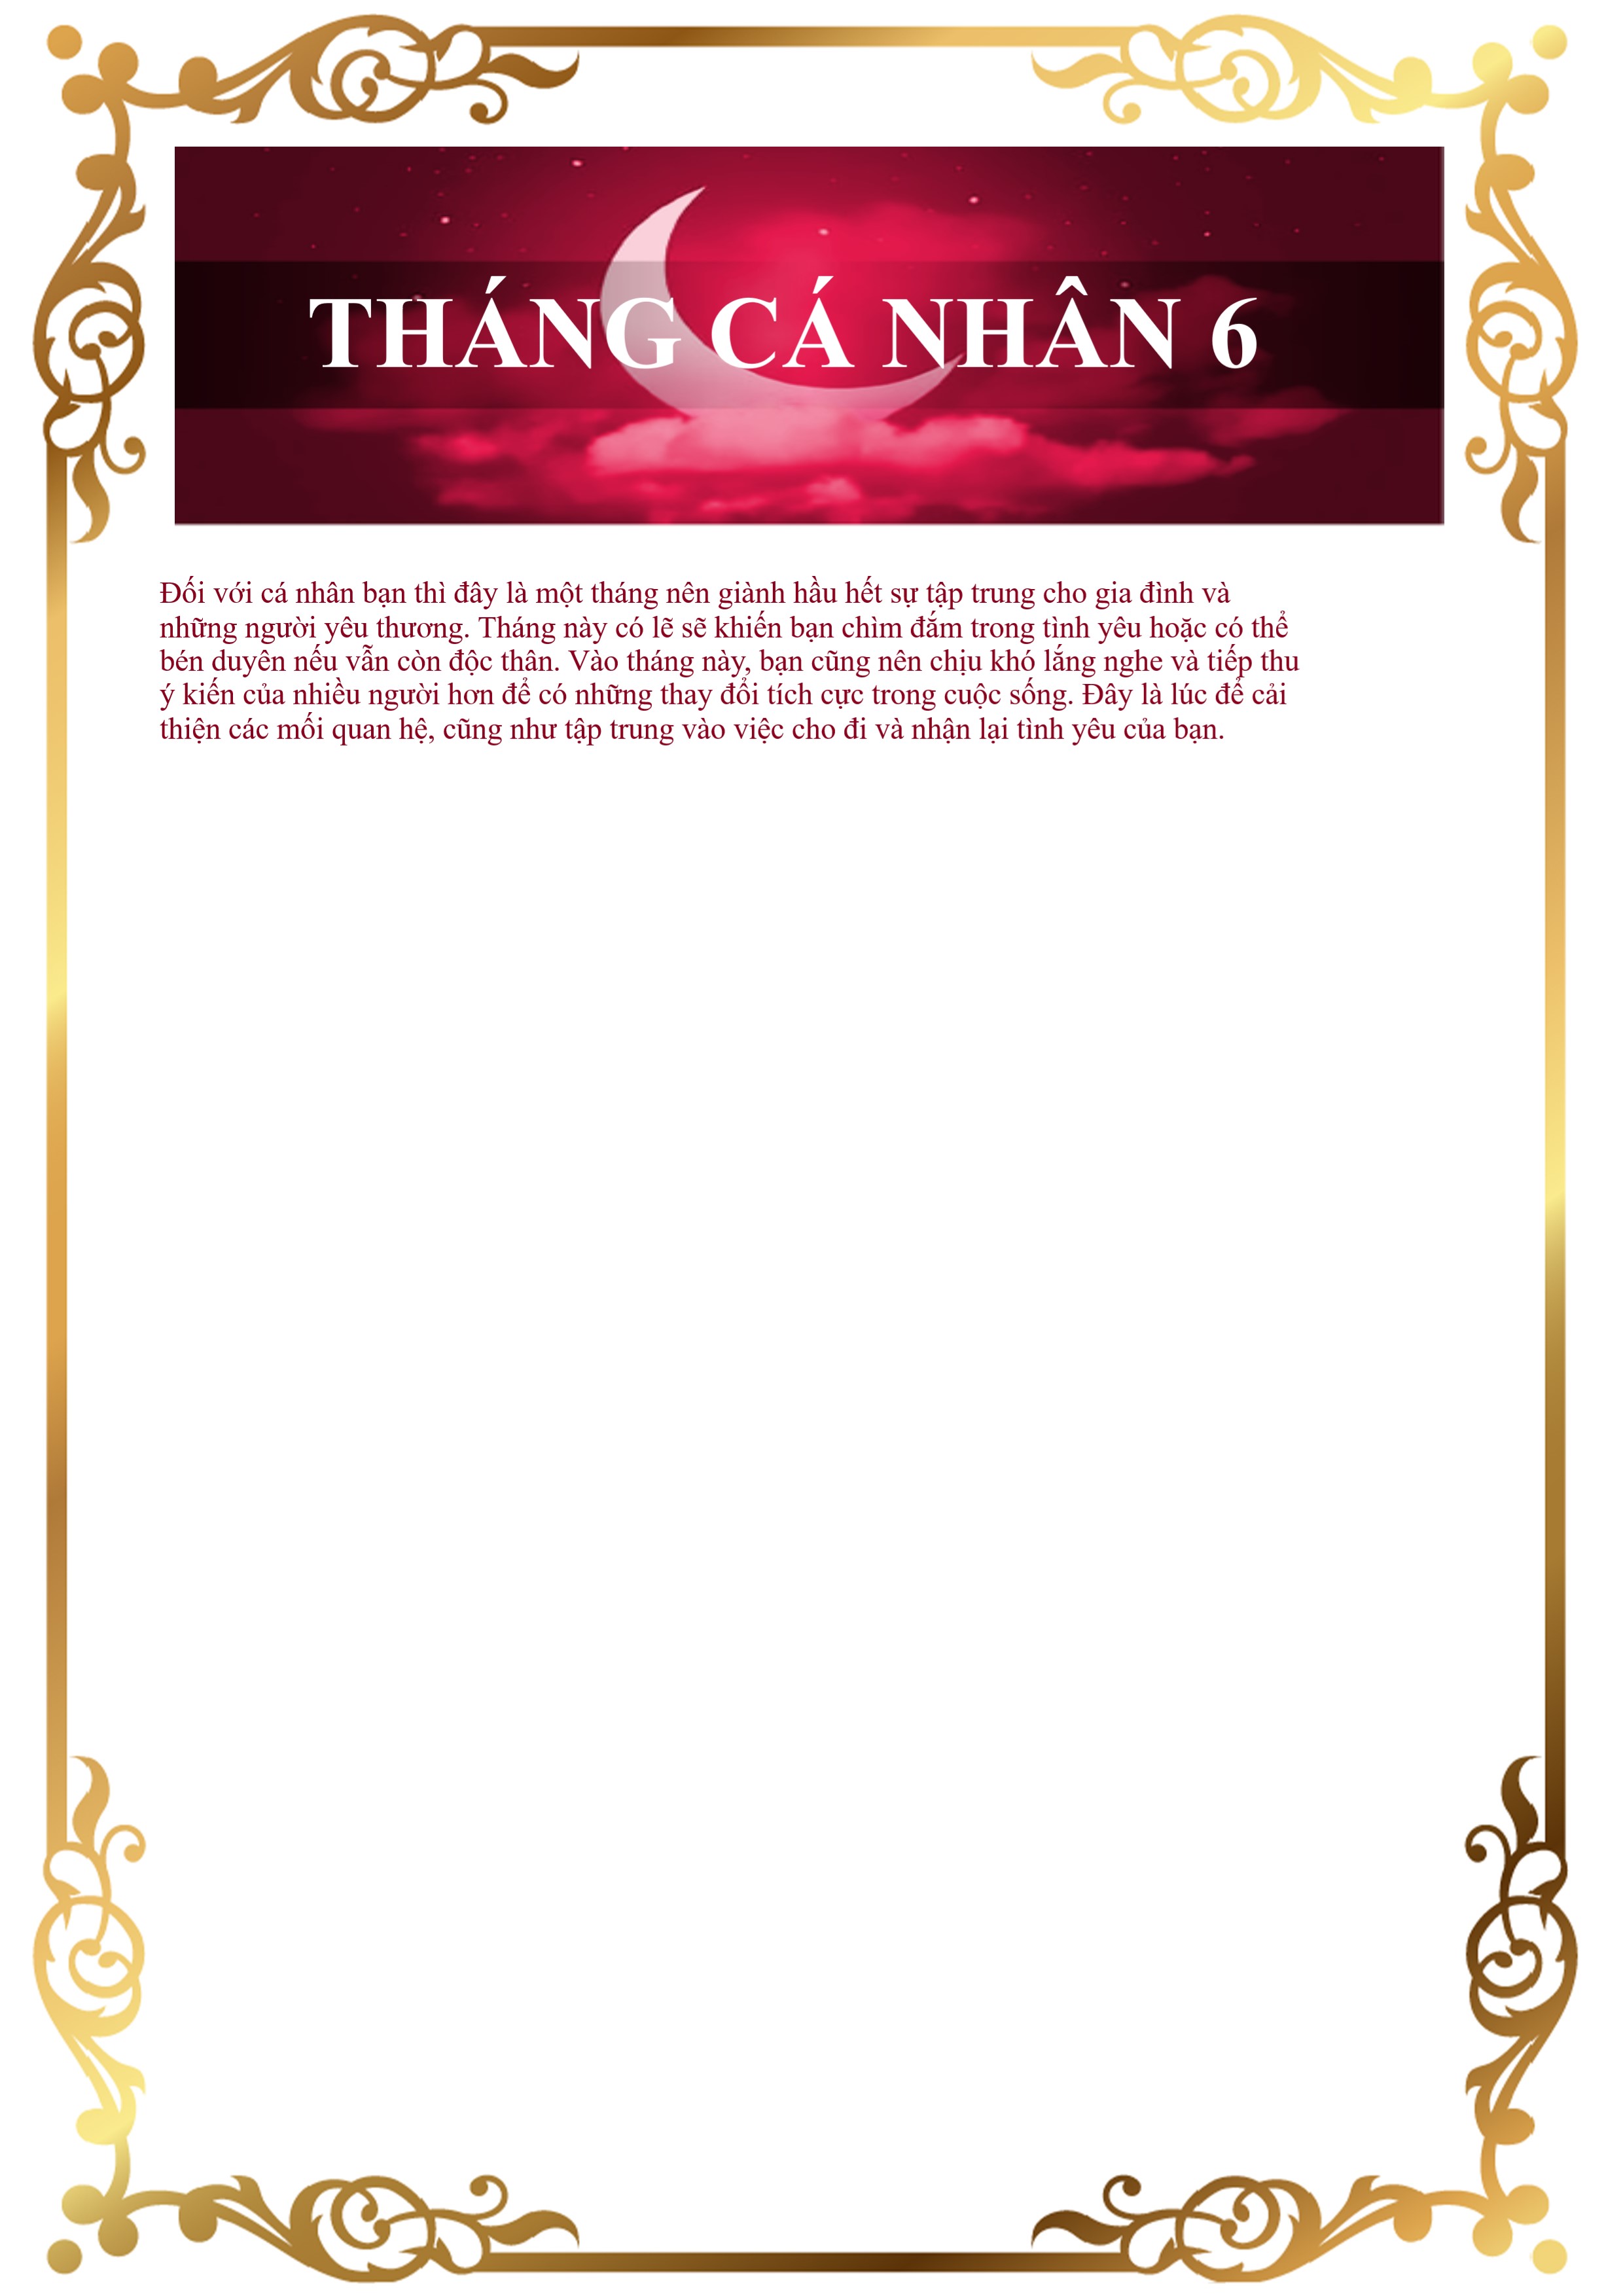 THÁNG CÁ NHÂN 6
Đối với cá nhân bạn thì đây là một tháng nên giành hầu hết sự tập trung cho gia đình và
những người yêu thương. Tháng này có lẽ sẽ khiến bạn chìm đắm trong tình yêu hoặc có thể
bén duyên nếu vẫn còn độc thân. Vào tháng này, bạn cũng nên chịu khó lắng nghe và tiếp thu
ý kiến của nhiều người hơn để có những thay đổi tích cực trong cuộc sống. Đây là lúc để cải
thiện các mối quan hệ, cũng như tập trung vào việc cho đi và nhận lại tình yêu của bạn.